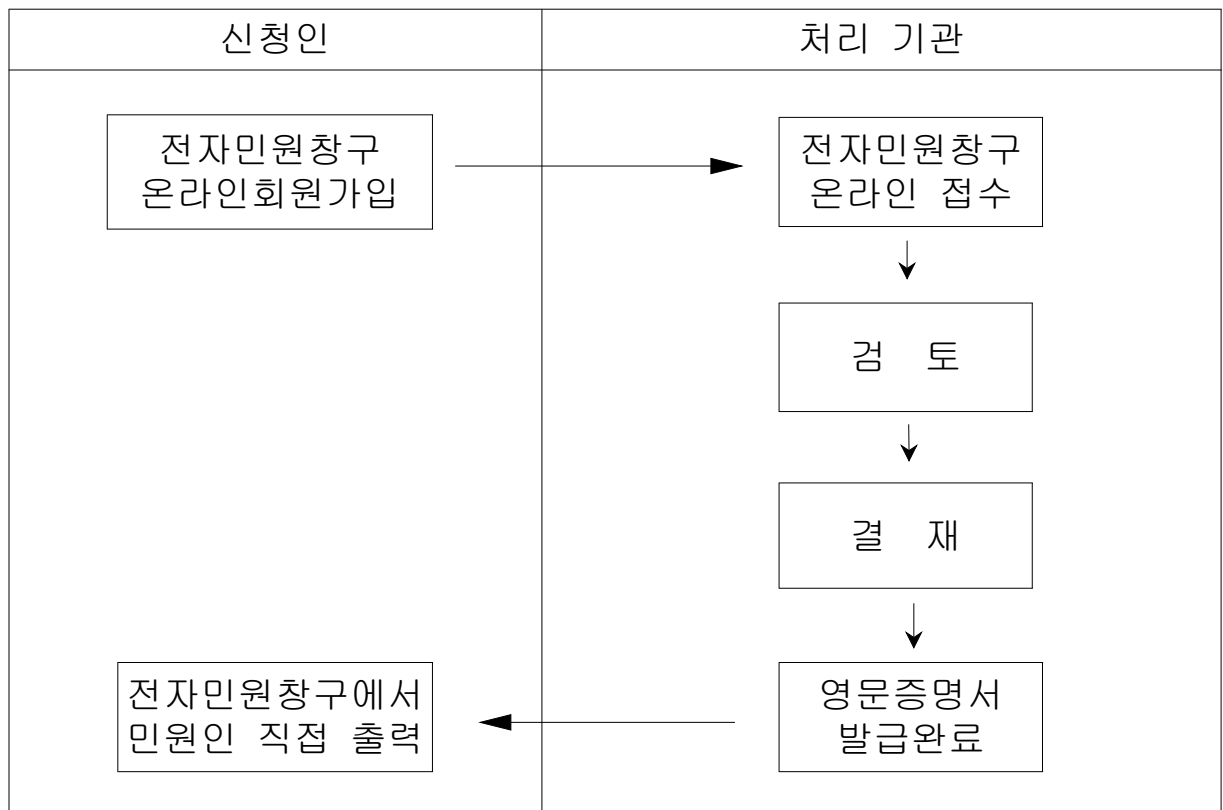 신청인
처리 기관
전자민원창구
온라인회원가입
전자민원창구
온라인 접수
검 토
결 재
영문증명서
발급완료
전자민원창구에서
민원인 직접 출력